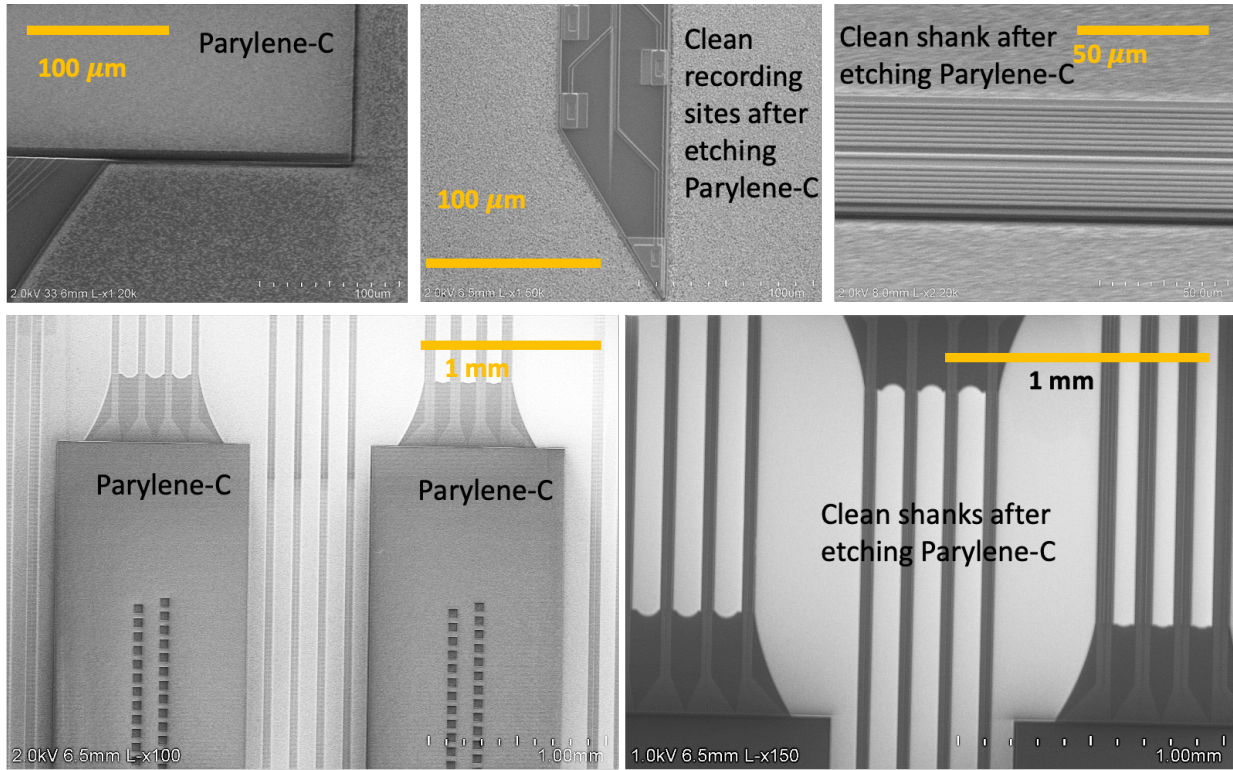 Parylene-C
100 μm
2.0kV 33.6mm L-x1.20k
100um
Clean
recording
sites after
etching
Parylene-C
100 μm
2.0kV 6.5mm L-x1.50k
100um
Clean shank after
etching Parylene-C
50 μm
2.0kV 8.0mm L-x2.20k
50.0um
1 mm
Parylene-C
Parylene-C
2.0kV 6.5mm L-x100
1.00mm
1 mm
Clean shanks after
etching Parylene-C
1.0kV 6.5mm L-x150
1.00mm